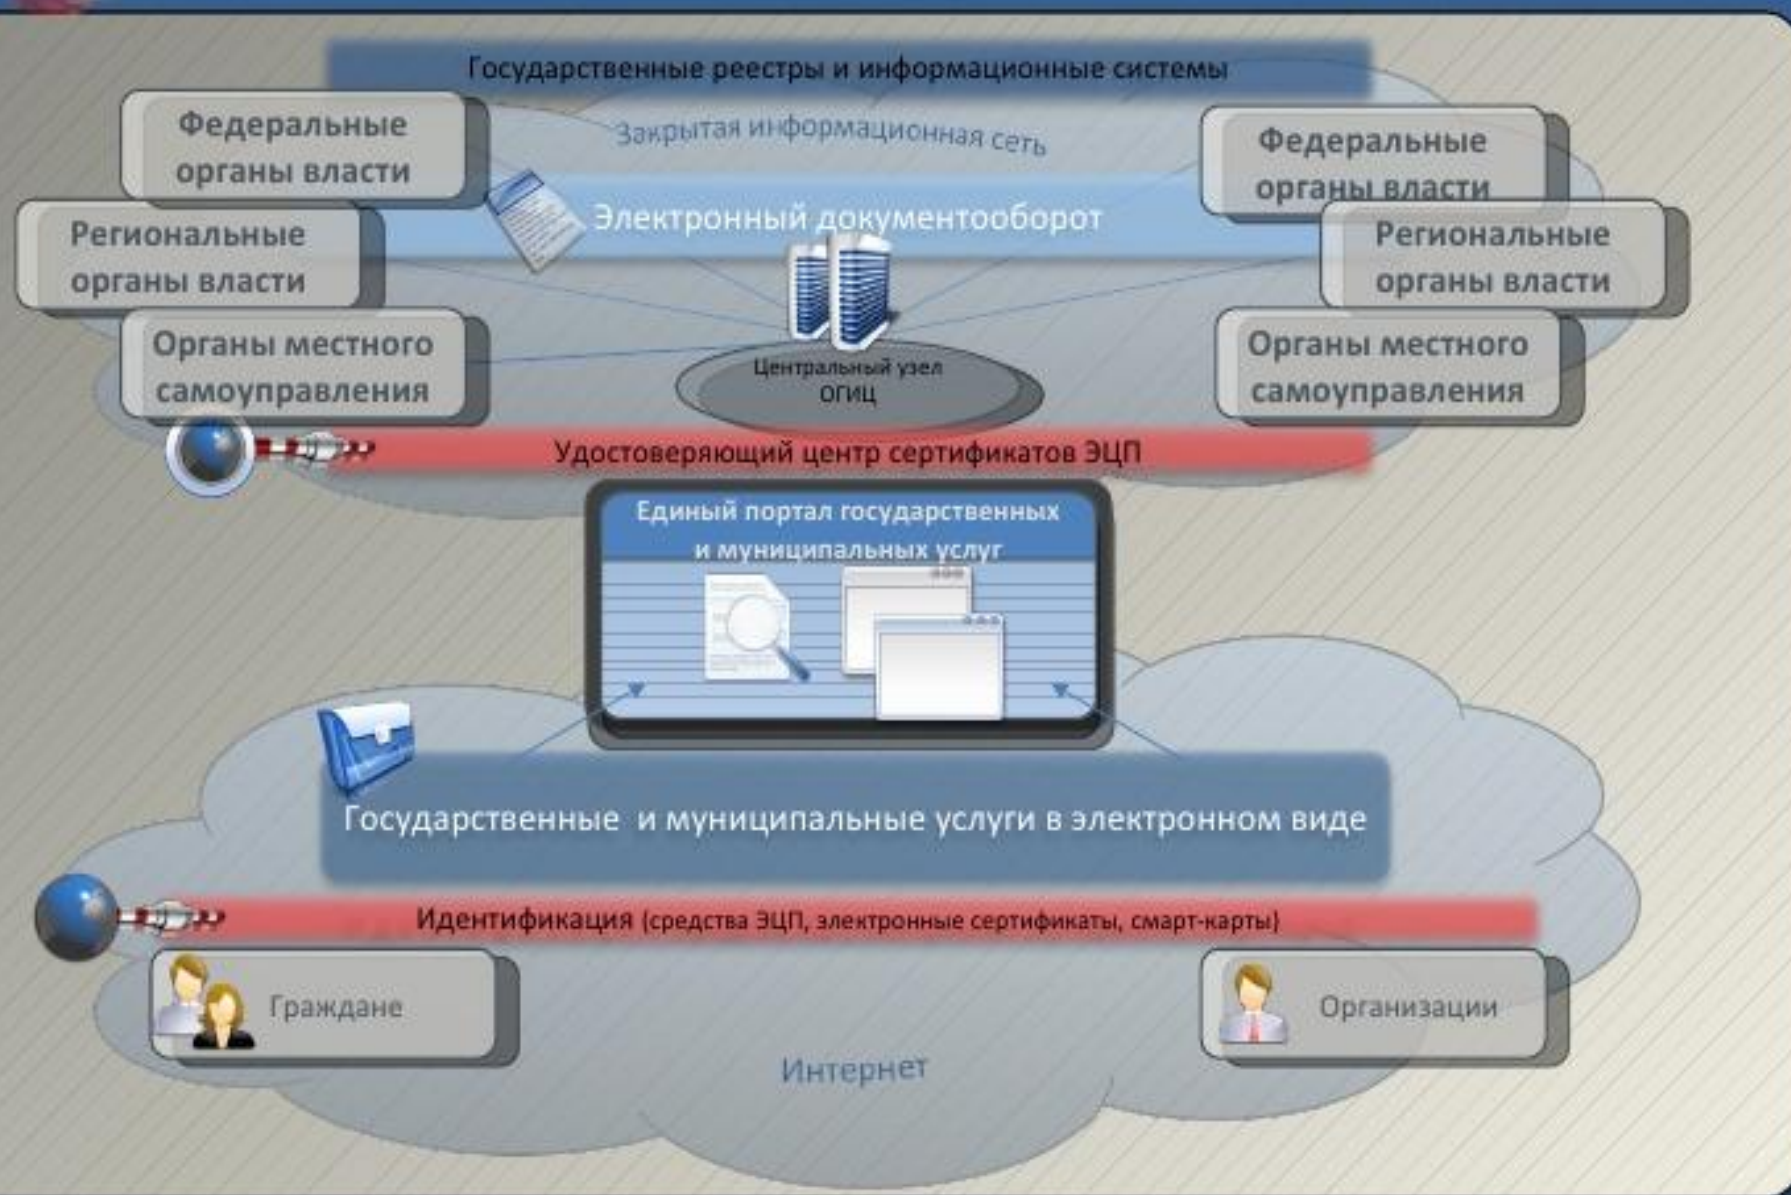 Государственные реестры и информационные системы
Закрытая информационная сеть
Федеральные
органы власти
Федеральные
органы власти
Электронный документооборот
Региональные
органы власти
Региональные
органы власти
Органы местного
самоуправления
Центральный узел
ОГИЦ
Органы местного
самоуправления
Удостоверяющий центр сертификатов ЭЦП
Единый портал государственных
и муниципальных услуг
Государственные и муниципальные услуги в электронном виде
Идентификация (средства ЭЦП, электронные сертификаты, смарт-карты)
Граждане
Организации
Интернет